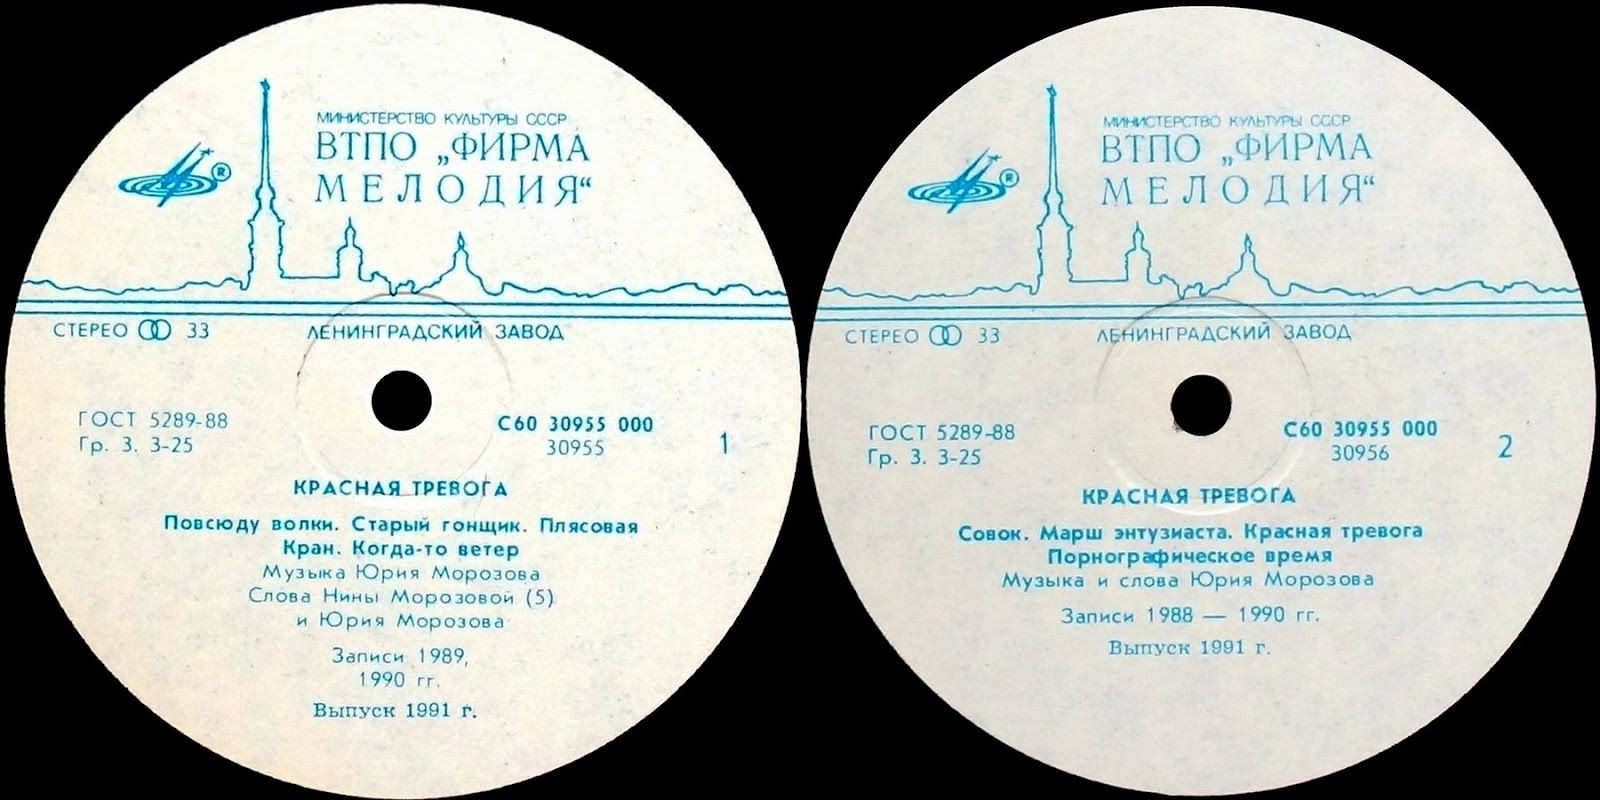 МИНИСТЕРСТВО КУЛЬТУРЫ СССР
ВТПО „ФИРМА
МЕЛОДИЯ“
®
СТЕРЕО 33
ЛЕНИНГРАДСКИЙ ЗАВОД
ГОСТ 5289-88
Гр. 3. 3-25
С60 30955 000
30955
1
КРАСНАЯ ТРЕВОГА
Повсюду волки. Старый гонщик. Плясовая
Кран. Когда-то ветер
Музыка Юрия Морозова
Слова Нины Морозовой (5)
и Юрия Морозова
Записи 1989,
1990 гг.
Выпуск 1991 г.
МИНИСТЕРСТВО КУЛЬТУРЫ СССР
ВТПО „ФИРМА
МЕЛОДИЯ“
®
СТЕРЕО 33
ЛЕНИНГРАДСКИЙ ЗАВОД
ГОСТ 5289-88
Гр. 3. 3-25
С60 30955 000
30956
2
КРАСНАЯ ТРЕВОГА
Совок. Марш энтузиаста. Красная тревога
Порнографическое время
Музыка и слова Юрия Морозова
Записи 1988 — 1990 гг.
Выпуск 1991 г.